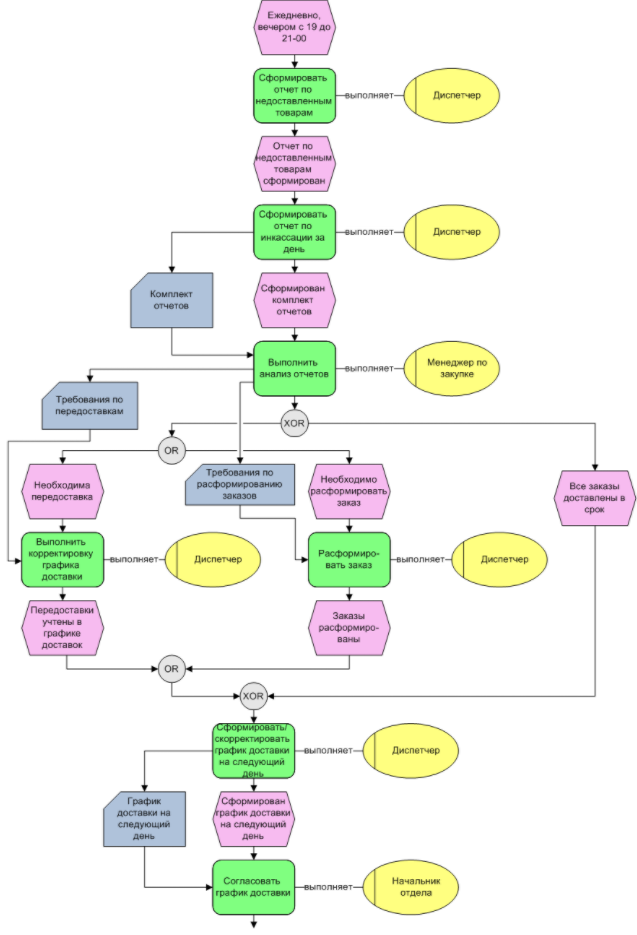 Ежедневно,
вечером с 19 до
21-00
Сформировать
отчет по
недоставленным
товарам
выполняет
Диспетчер
Отчет по
недоставленным
товарам
сформирован
Сформировать
отчет по
инкассации за
день
выполняет
Диспетчер
Комплект
отчетов
Сформирован
комплект
отчетов
Выполнить
анализ отчетов
выполняет
Менеджер по
закупке
Требования по
передоставкам
XOR
OR
Необходима
передоставка
Требования по
расформированию
заказов
Необходимо
расформировать
заказ
Все заказы
доставлены в
срок
Выполнить
корректировку
графика
доставки
выполняет
Диспетчер
Расформиро-
вать заказ
выполняет
Диспетчер
Передоставки
учтены в
графике
доставок
Заказы
расформиро-
ваны
OR
XOR
Сформировать/
скорректировать
график доставки
на следующий
день
выполняет
Диспетчер
График
доставки на
следующий
день
Сформирован
график доставки
на следующий
день
Согласовать
график доставки
выполняет
Начальник
отдела